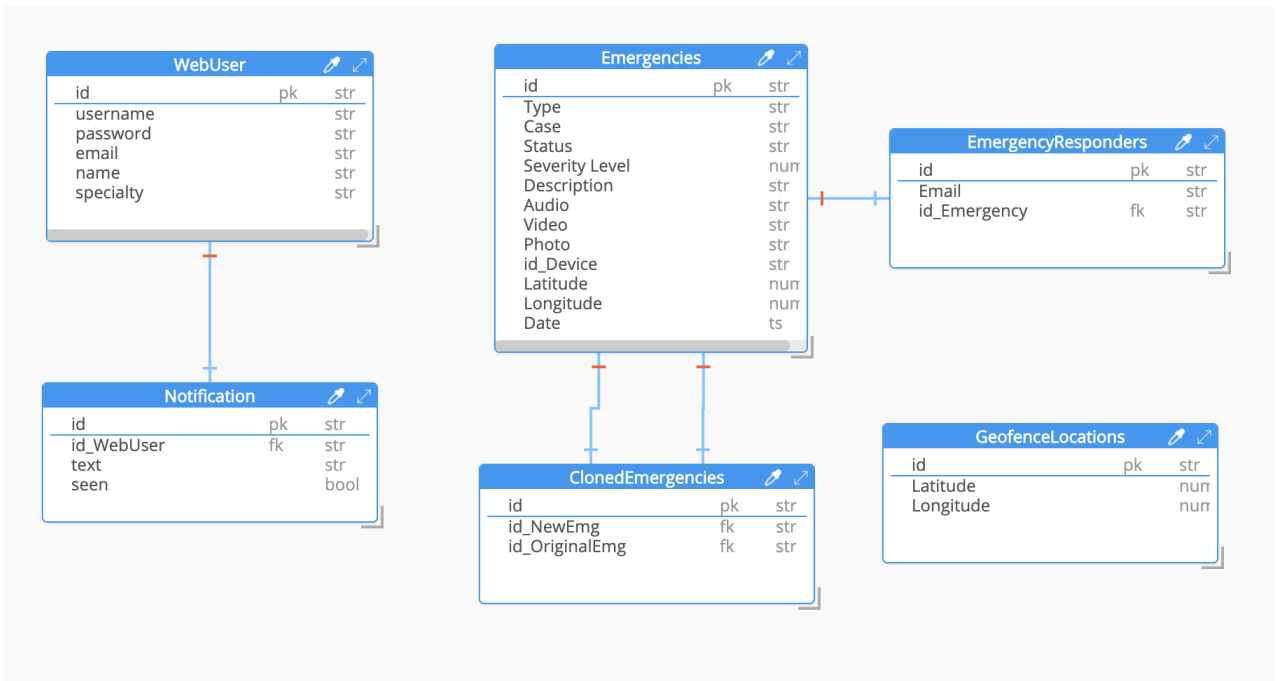 WebUser
id pk str
username str
password str
email str
name str
specialty str
Emergencies
id pk str
Type str
Case str
Status str
Severity Level num
Description str
Audio str
Video str
Photo str
id_Device str
Latitude num
Longitude num
Date ts
EmergencyResponders
id pk str
Email str
id_Emergency fk str
Notification
id pk str
id_WebUser fk str
text str
seen bool
ClonedEmergencies
id pk str
id_NewEmg fk str
id_OriginalEmg fk str
GeofenceLocations
id pk str
Latitude num
Longitude num